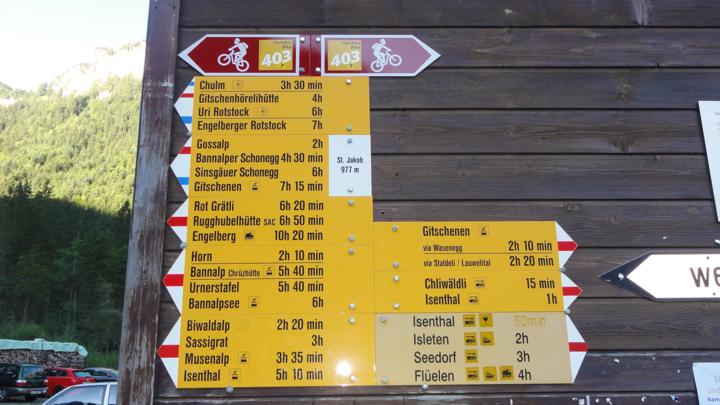 Isenthal
Bike
403
Isenthal
Bike
403
Chulm 3h 30 min
Gitschenhörelihütte 4h
Uri Rotstock 6h
Engelberger Rotstock 7h
Gossalp 2h
Bannalper Schonegg 4h 30 min
Sinsgäuer Schonegg 6h
Gitschenen 7h 15 min
St. Jakob
977 m
Rot Grätli 6h 20 min
Rugghubelhütte SAC 6h 50 min
Engelberg 10h 20 min
Horn 2h 10 min
Bannalp Chrüzhütte 5h 40 min
Urnerstafel 5h 40 min
Bannalpsee 6h
Biwaldalp 2h 20 min
Sassigrat 3h
Musenalp 3h 35 min
Isenthal 5h 10 min
Gitschenen
via Wasenegg 2h 10 min
via Staldeli / Lauwelital 2h 20 min
Chliwäldli 15 min
Isenthal 1h
Isenthal 50min
Isleten 2h
Seedorf 3h
Flüelen 4h
We